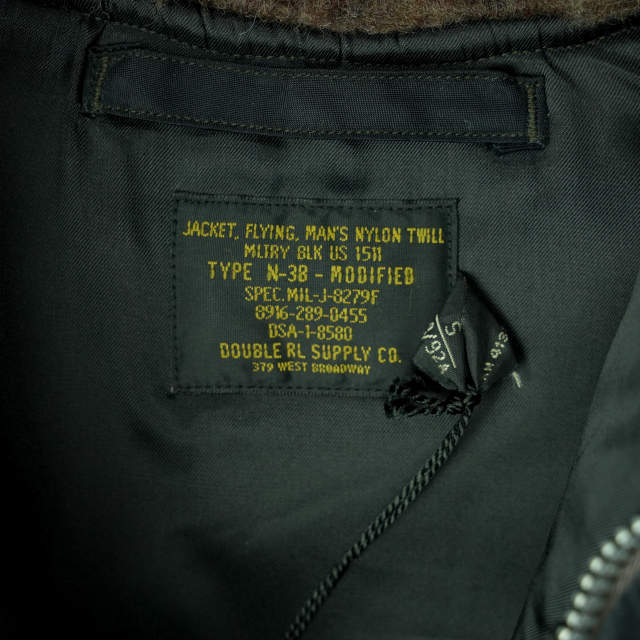 JACKET, FLYING, MAN'S NYLON TWILL
MLTRY BLK US 1511
TYPE N-3B - MODIFIED
SPEC. MIL-J-8279F
8916-289-0455
DSA-1-8580
DOUBLE RL SUPPLY CO.
379 WEST BROADWAY